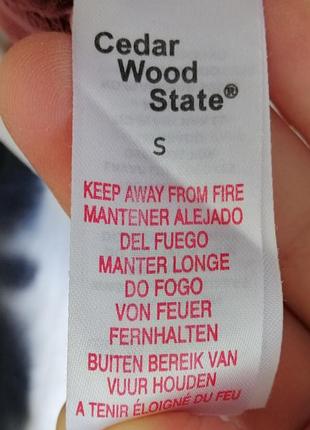 Cedar
Wood
State®
S
KEEP AWAY FROM FIRE
MANTENER ALEJADO
DEL FUEGO
MANTER LONGE
DO FOGO
VON FEUER
FERNHALTEN
BUITEN BEREIK VAN
VUUR HOUDEN
A TENIR ÉLOIGNÉ DU FEU